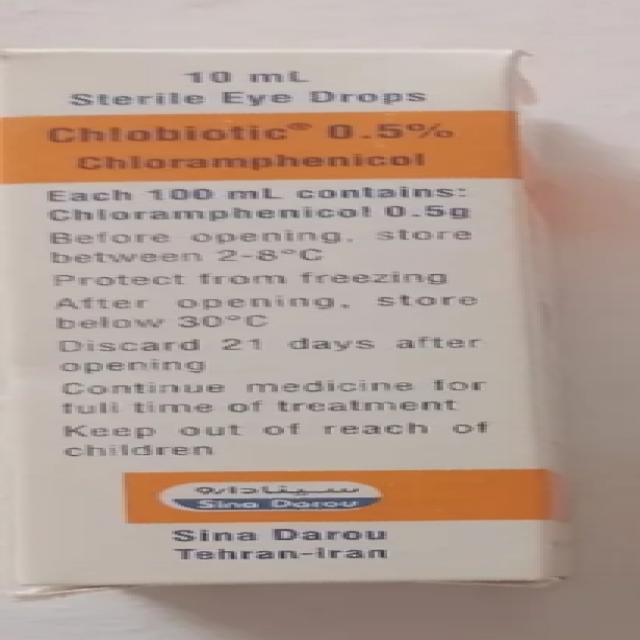 10 mL
Sterile Eye Drops
Chlobiotic® 0.5%
Chloramphenicol
Each 100 mL contains:
Chloramphenicol 0.5g
Before opening, store
between 2-8°C
Protect from freezing
After opening, store
below 30°C
Discard 21 days after
opening
Continue medicine for
full time of treatment
Keep out of reach of
children
سینادارو
Sina Darou
Sina Darou
Tehran-Iran